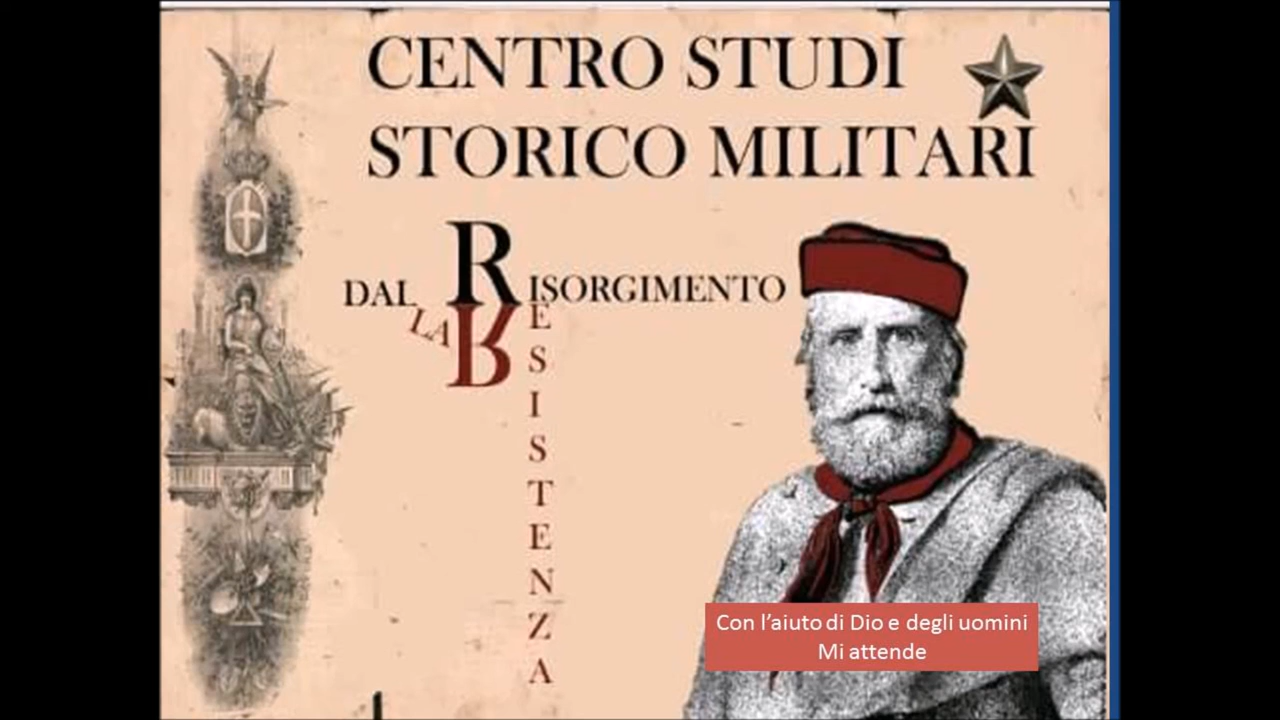 CENTRO STUDI
STORICO MILITARI
DAL RISORGIMENTO
LA RESISTENZA
Con l'aiuto di Dio e degli uomini
Mi attende